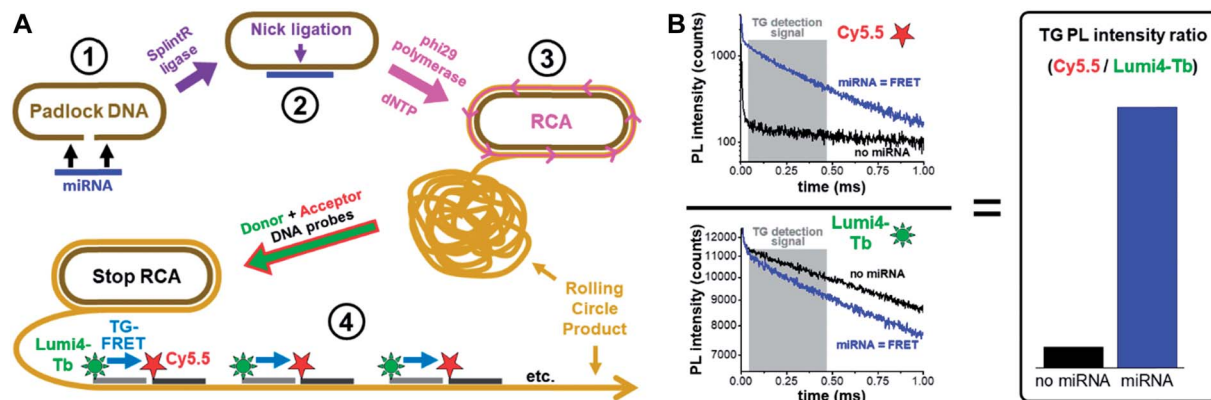 A
1
Padlock DNA
miRNA
SplintR
ligase
Nick ligation
2
phi29
polymerase
dNTP
3
RCA
Donor + Acceptor
DNA probes
Rolling
Circle
Product
Stop RCA
4
Lumi4-
Tb
TG-
FRET
Cy5.5
etc.
B
PL intensity (counts)
1000
100
TG detection
signal
Cy5.5
miRNA = FRET
no miRNA
0.00 0.25 0.50 0.75 1.00
time (ms)
PL intensity (counts)
12000
11000
10000
9000
8000
7000
TG detection
signal
Lumi4-
Tb
no miRNA
miRNA = FRET
0.00 0.25 0.50 0.75 1.00
time (ms)
=
TG PL intensity ratio
(Cy5.5 / Lumi4-Tb)
no miRNA miRNA